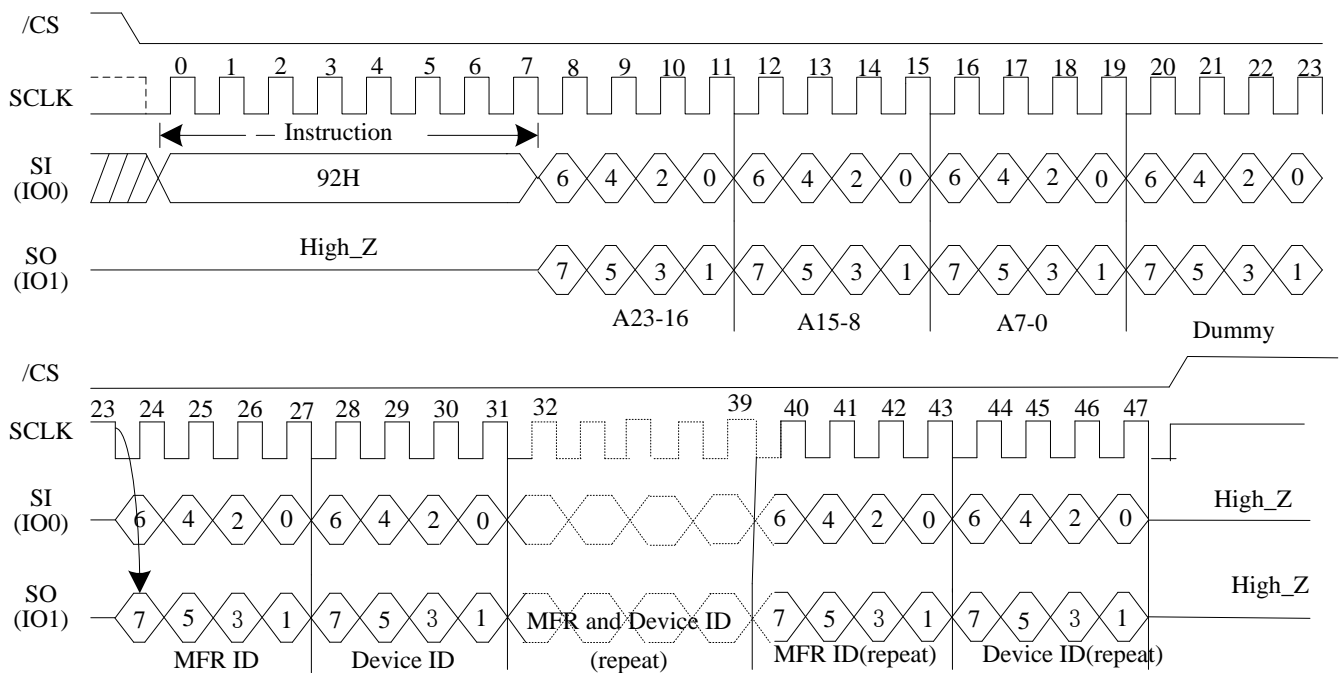 /CS
0 1 2 3 4 5 6 7 8 9 10 11 12 13 14 15 16 17 18 19 20 21 22 23
SCLK
Instruction
SI
(IO0)
92H
6 4 2 0 6 4 2 0 6 4 2 0 6 4 2 0
High_Z
SO
(IO1)
7 5 3 1 7 5 3 1 7 5 3 1 7 5 3 1
A23-16 A15-8 A7-0 Dummy
/CS
23 24 25 26 27 28 29 30 31 32 39 40 41 42 43 44 45 46 47
SCLK
SI
(IO0)
6 4 2 0 6 4 2 0 6 4 2 0 6 4 2 0
High_Z
SO
(IO1)
7 5 3 1 7 5 3 1 MFR and Device ID 7 5 3 1 7 5 3 1
High_Z
MFR ID Device ID (repeat) MFR ID(repeat) Device ID(repeat)